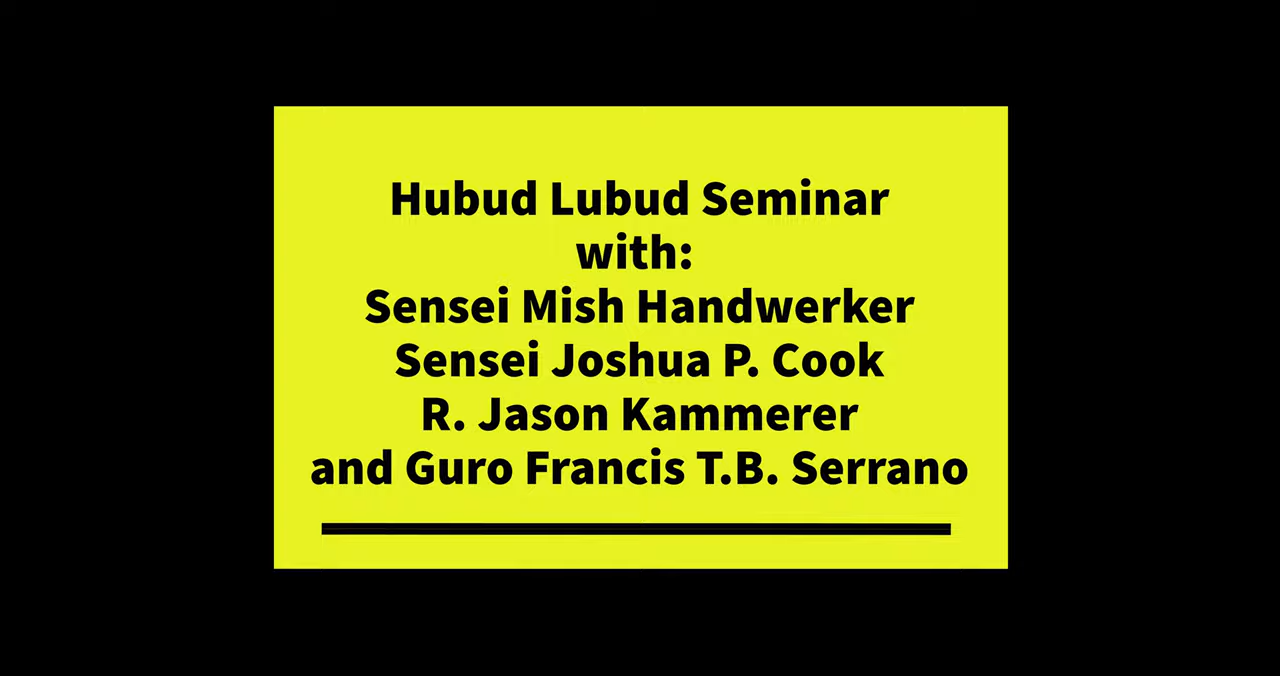 Hubud Lubud Seminar
with:
Sensei Mish Handwerker
Sensei Joshua P. Cook
R. Jason Kammerer
and Guro Francis T.B. Serrano